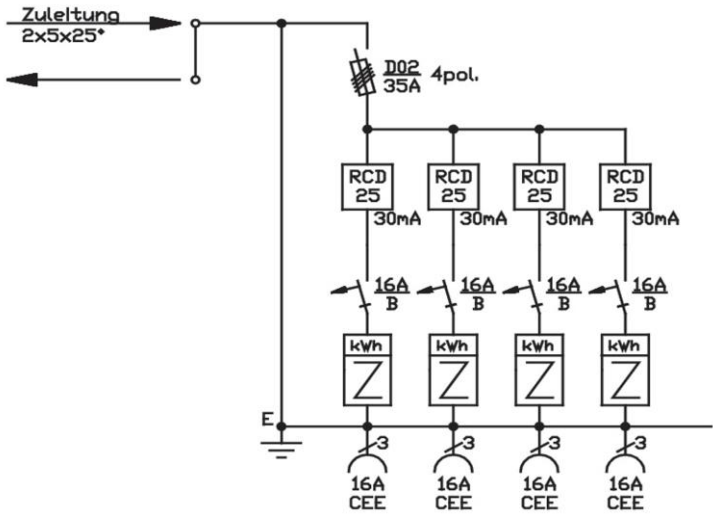 Zuleitung
2x5x25°
D02
35A
4pol.
RCD
25
30mA
RCD
25
30mA
RCD
25
30mA
RCD
25
30mA
16A
B
16A
B
16A
B
16A
B
kWh
Z
kWh
Z
kWh
Z
kWh
Z
E
3
3
3
3
16A
CEE
16A
CEE
16A
CEE
16A
CEE